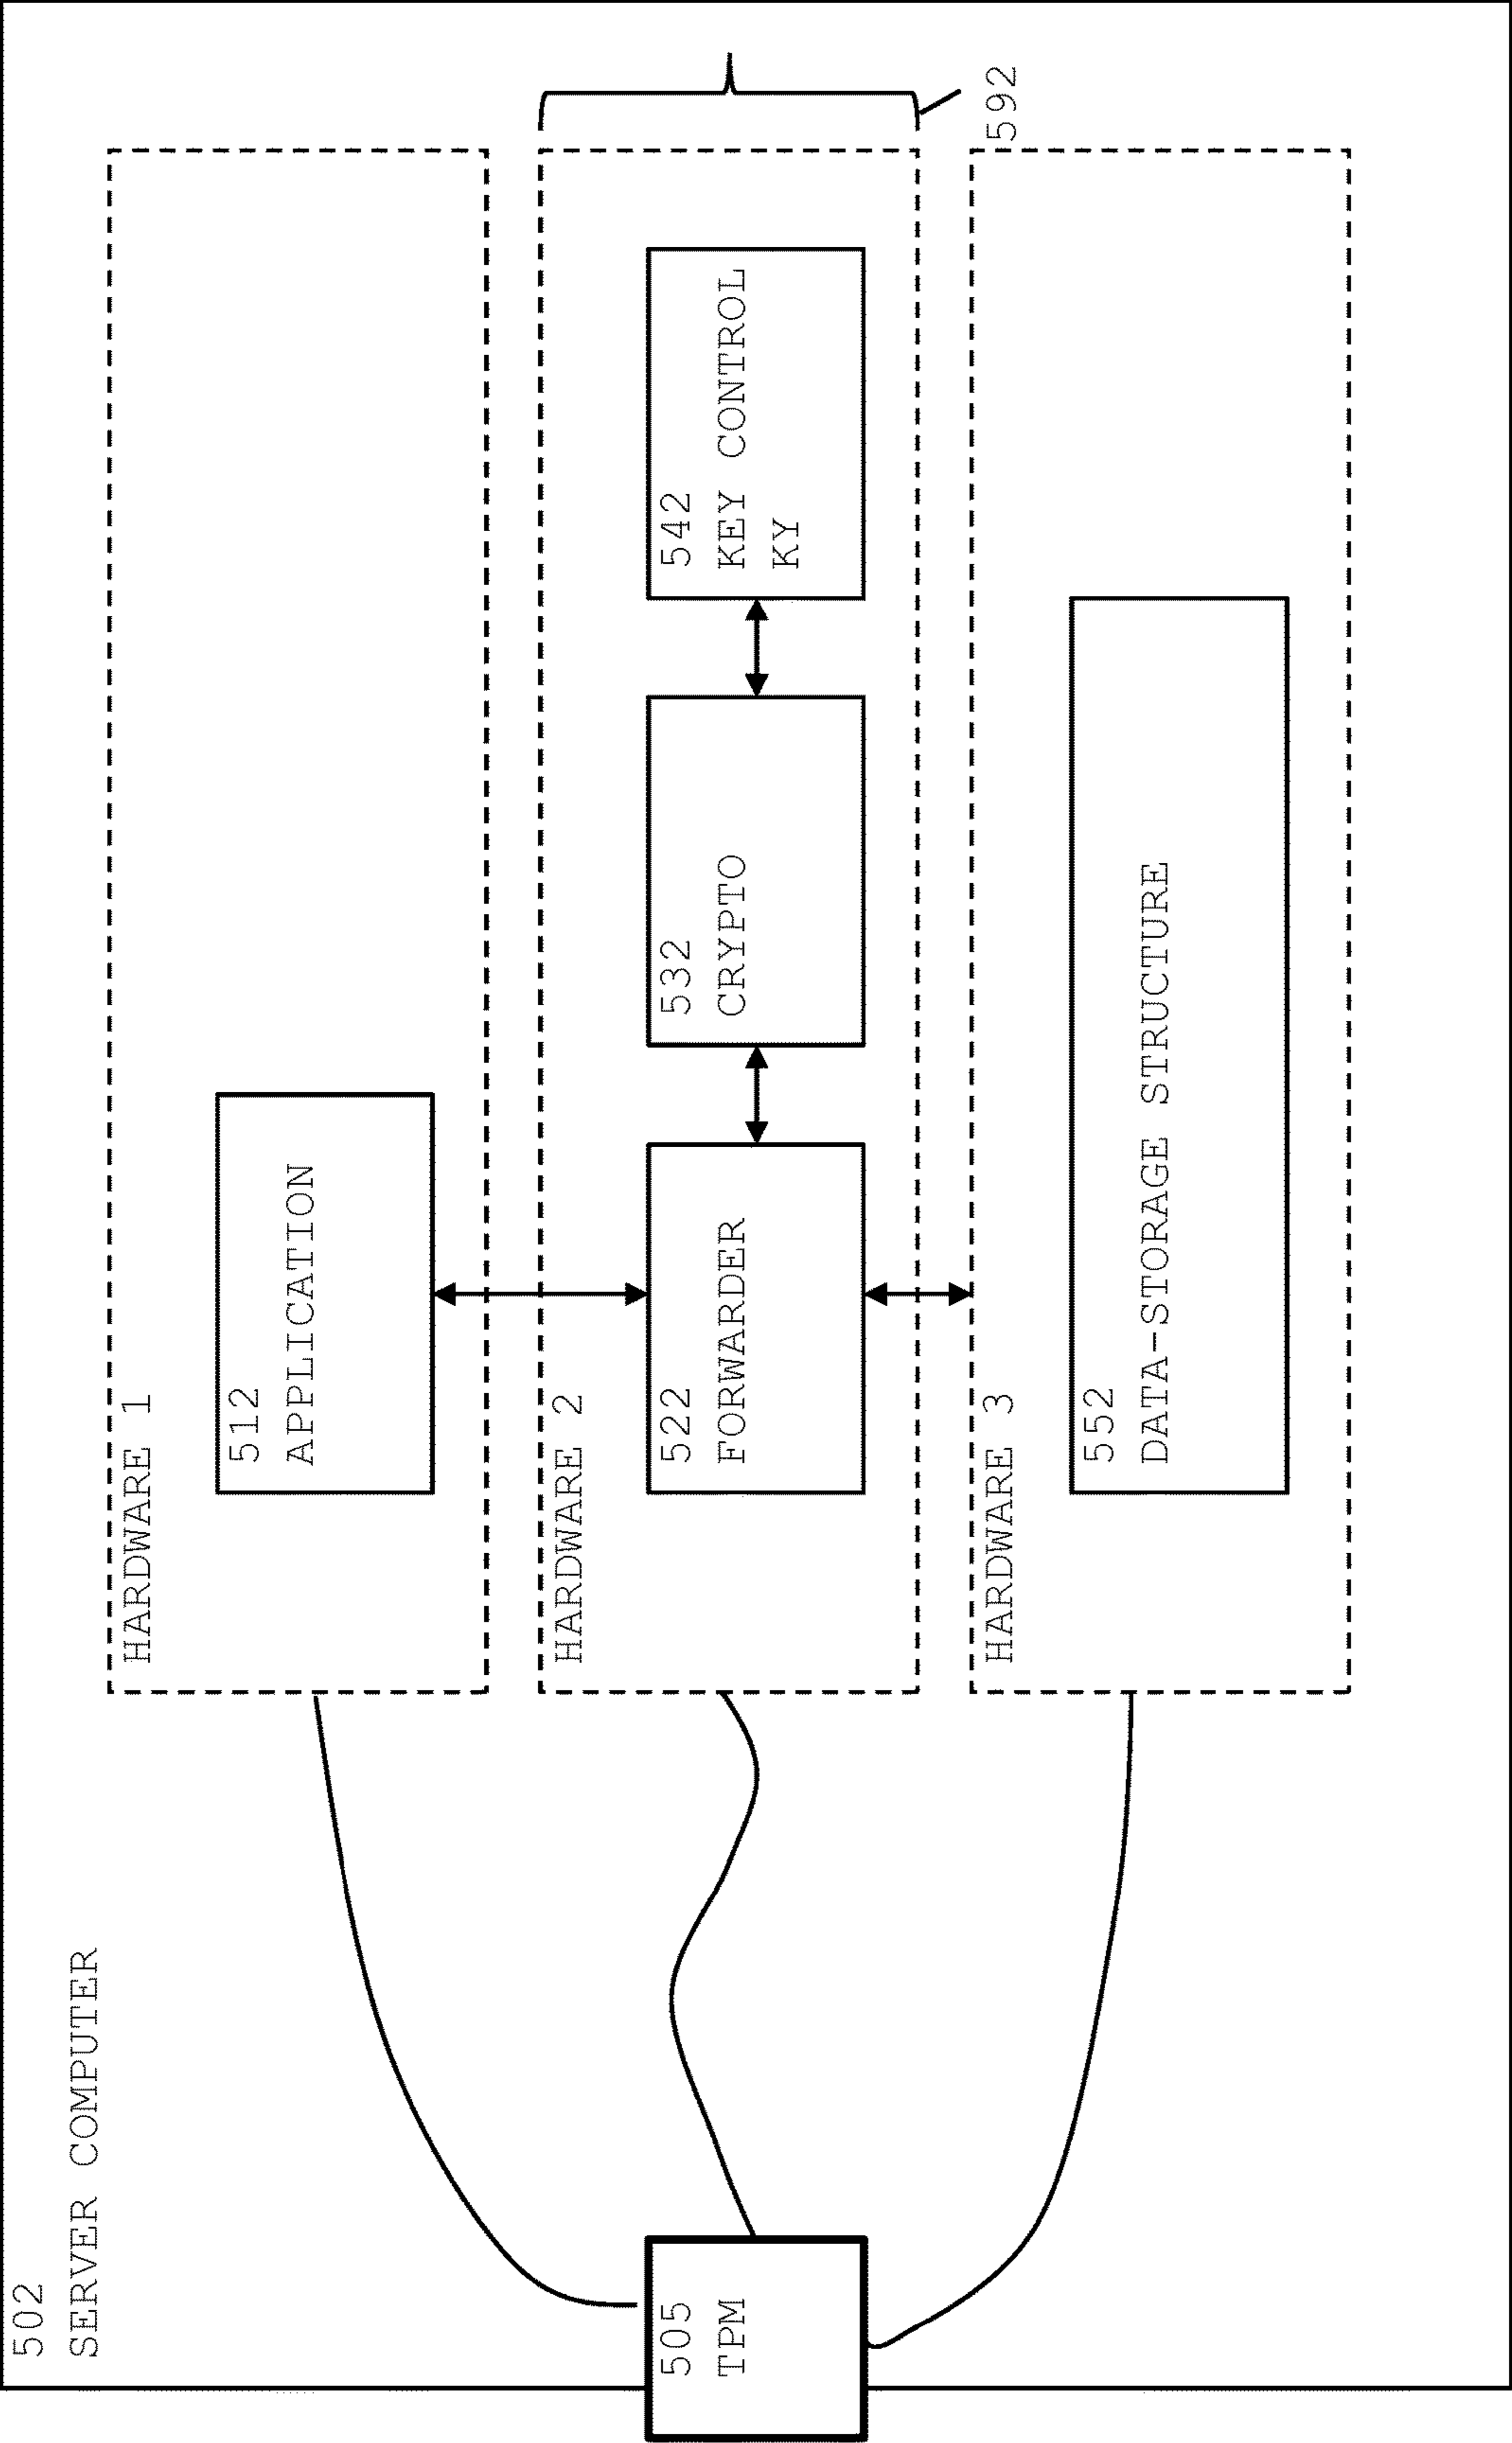 502
SERVER COMPUTER
505
TPM
HARDWARE 1
512
APPLICATION
HARDWARE 2
522
FORWARDER
532
CRYPTO
542
KEY CONTROL
KY
592
HARDWARE 3
552
DATA-STORAGE STRUCTURE